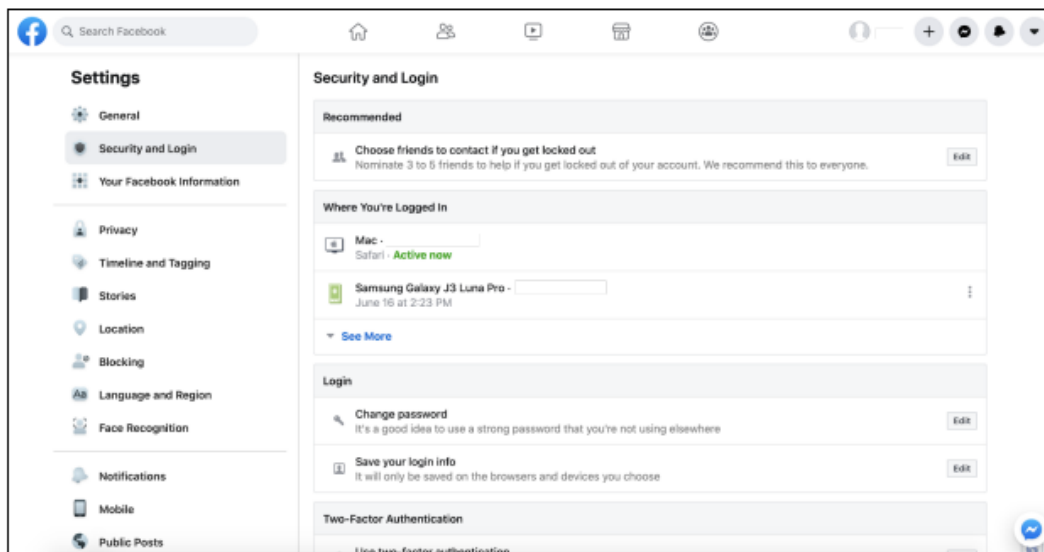 Search Facebook
Settings
General
Security and Login
Your Facebook Information
Privacy
Timeline and Tagging
Stories
Location
Blocking
Aa Language and Region
Face Recognition
Notifications
Mobile
Public Posts
Security and Login
Recommended
Choose friends to contact if you get locked out
Nominate 3 to 5 friends to help if you get locked out of your account. We recommend this to everyone.
Edit
Where You're Logged In
Mac ·
Safari · Active now
Samsung Galaxy J3 Luna Pro ·
June 16 at 2:23 PM
See More
Login
Change password
It's a good idea to use a strong password that you're not using elsewhere
Edit
Save your login info
It will only be saved on the browsers and devices you choose
Edit
Two-Factor Authentication
Use two-factor authentication